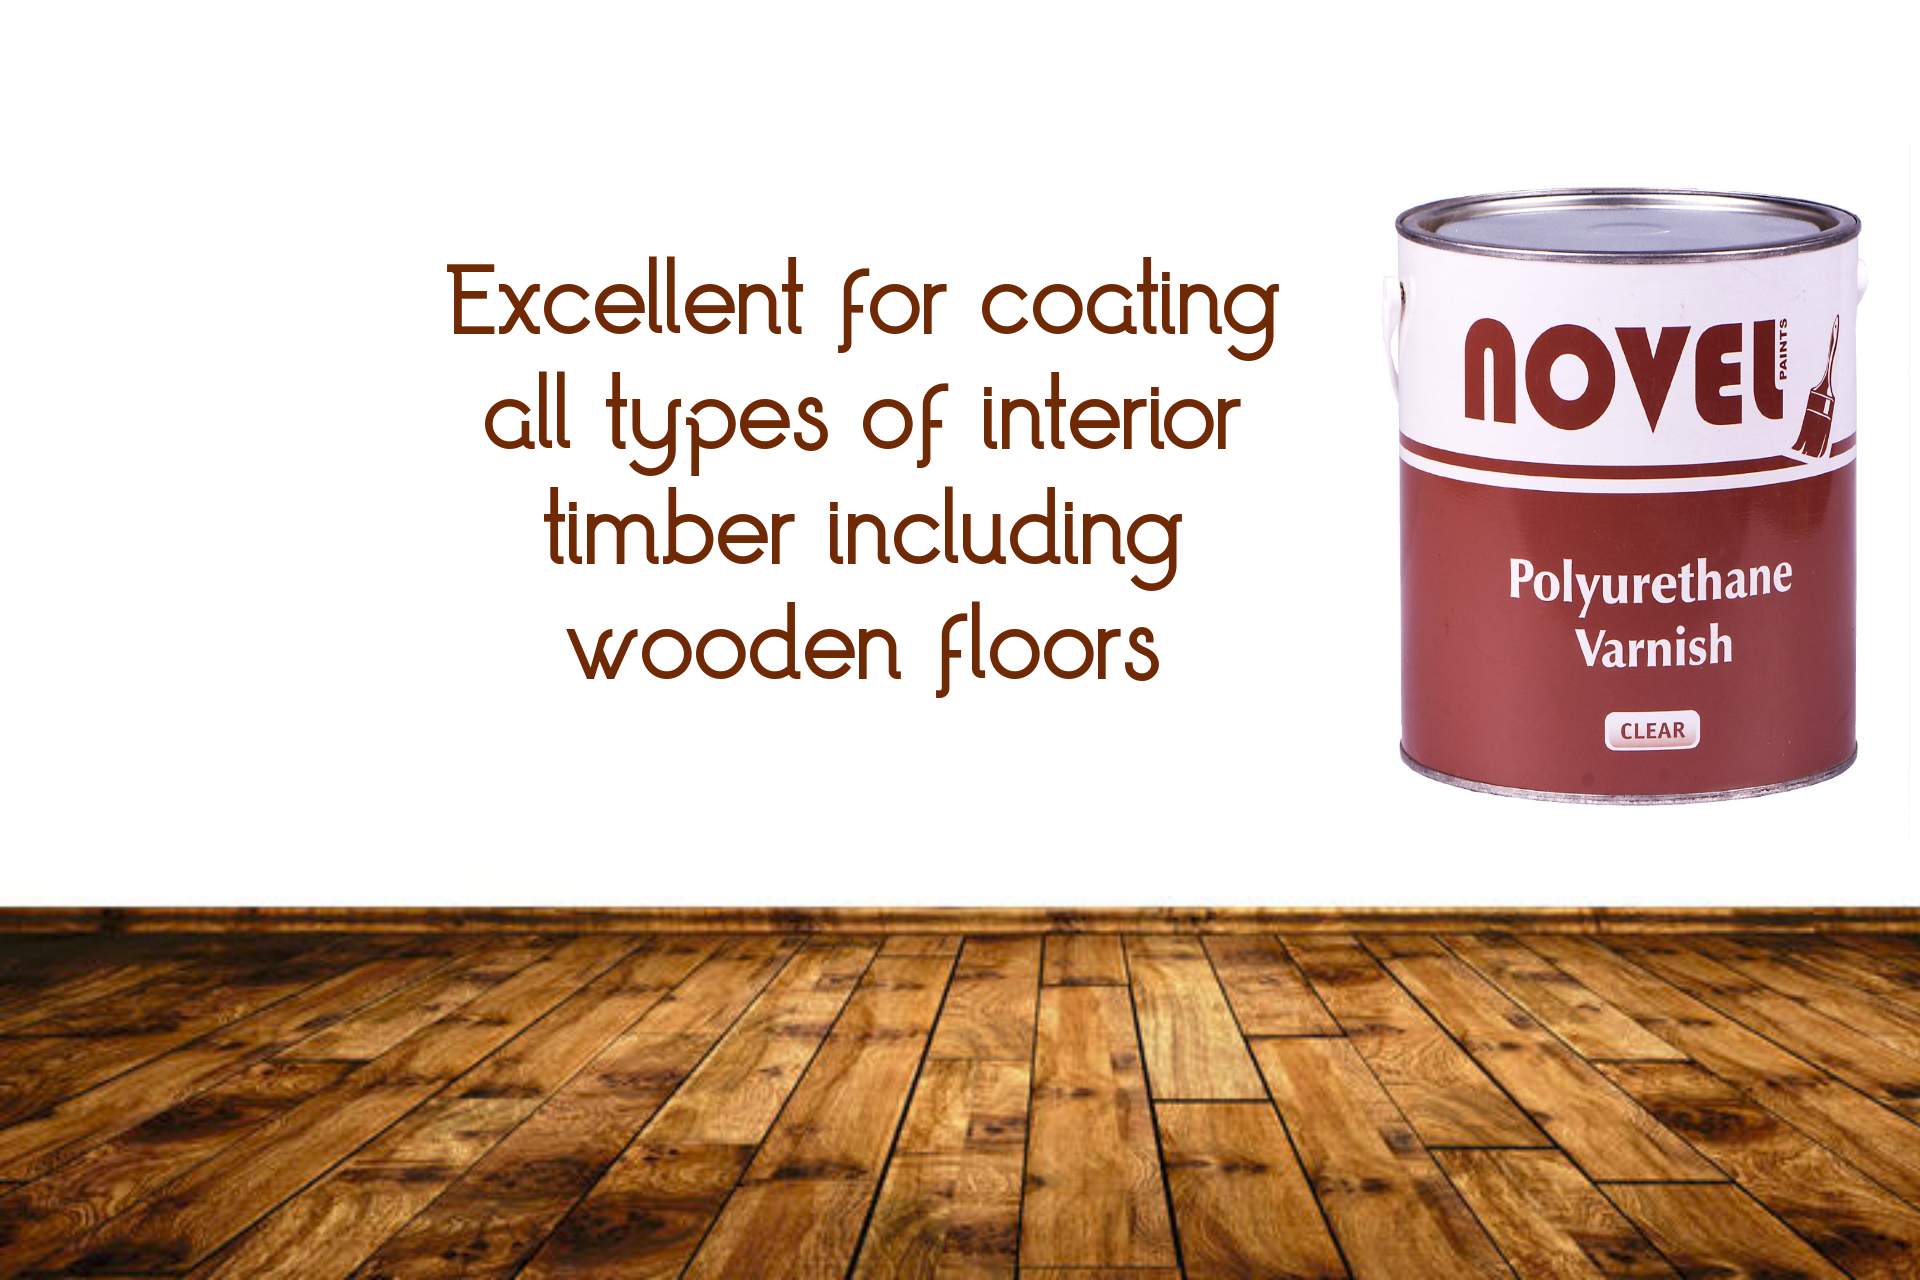 Excellent for coating
all types of interior
timber including
wooden floors
NOVEL
PAINTS
Polyurethane
Varnish
CLEAR